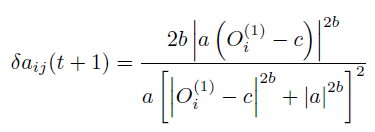 δa_{ij}(t + 1) = \frac{2b \left| a \left( O_i^{(1)} - c \right) \right|^{2b}}{a \left[ \left| O_i^{(1)} - c \right|^{2b} + |a|^{2b} \right]^2}